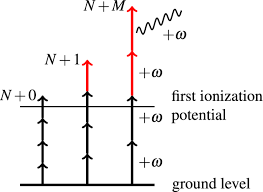 N+M
+ω
N+1
+ω
N+0
first ionization
+ω
potential
+ω
ground level